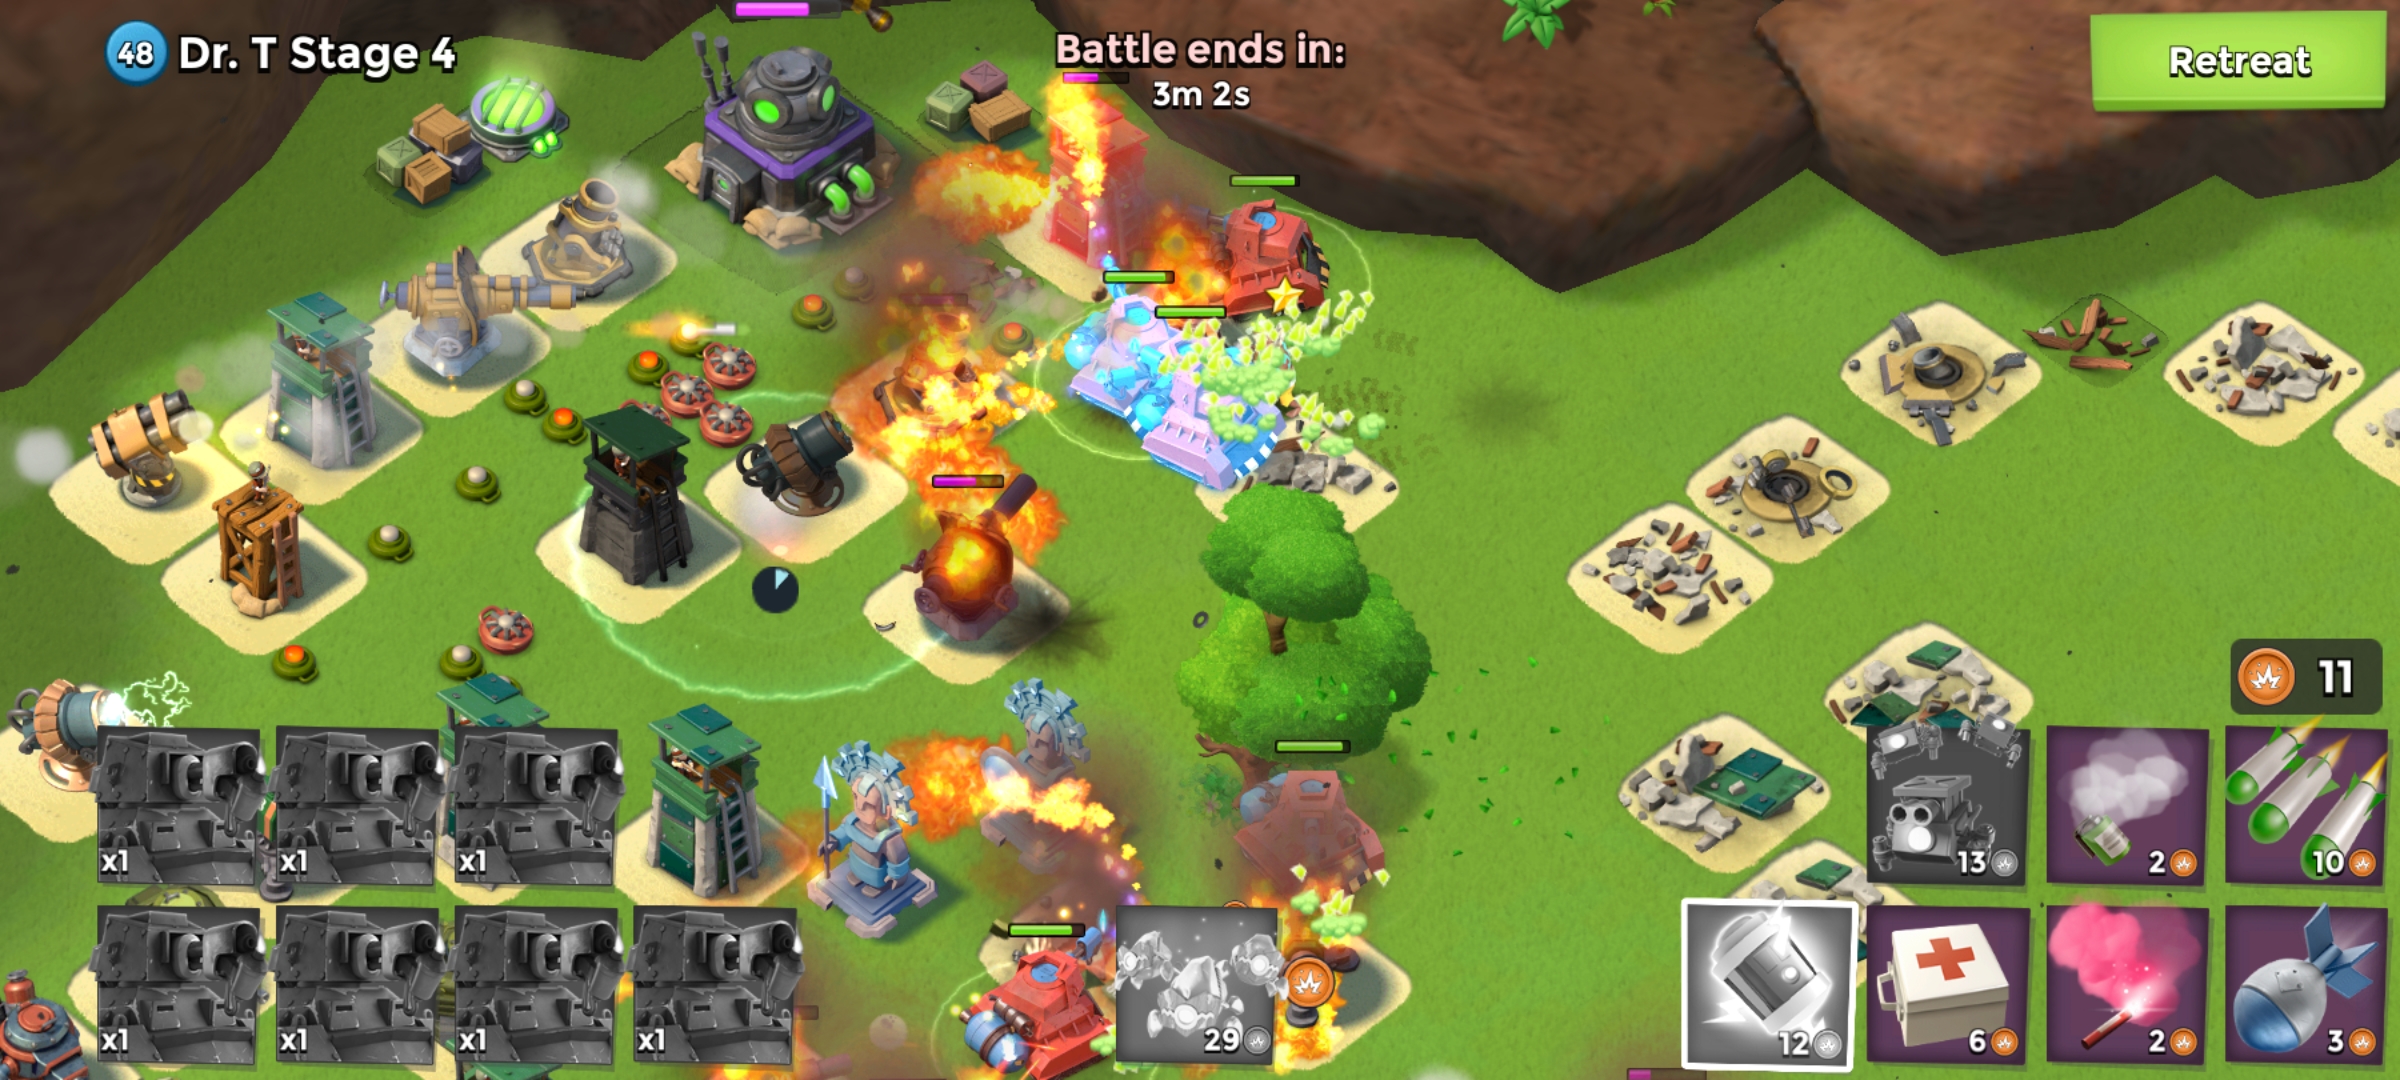 48 Dr. T Stage 4
Battle ends in:
3m 2s
Retreat
11
x1
x1
x1
13
2
10
x1
x1
x1
x1
29
12
6
2
3